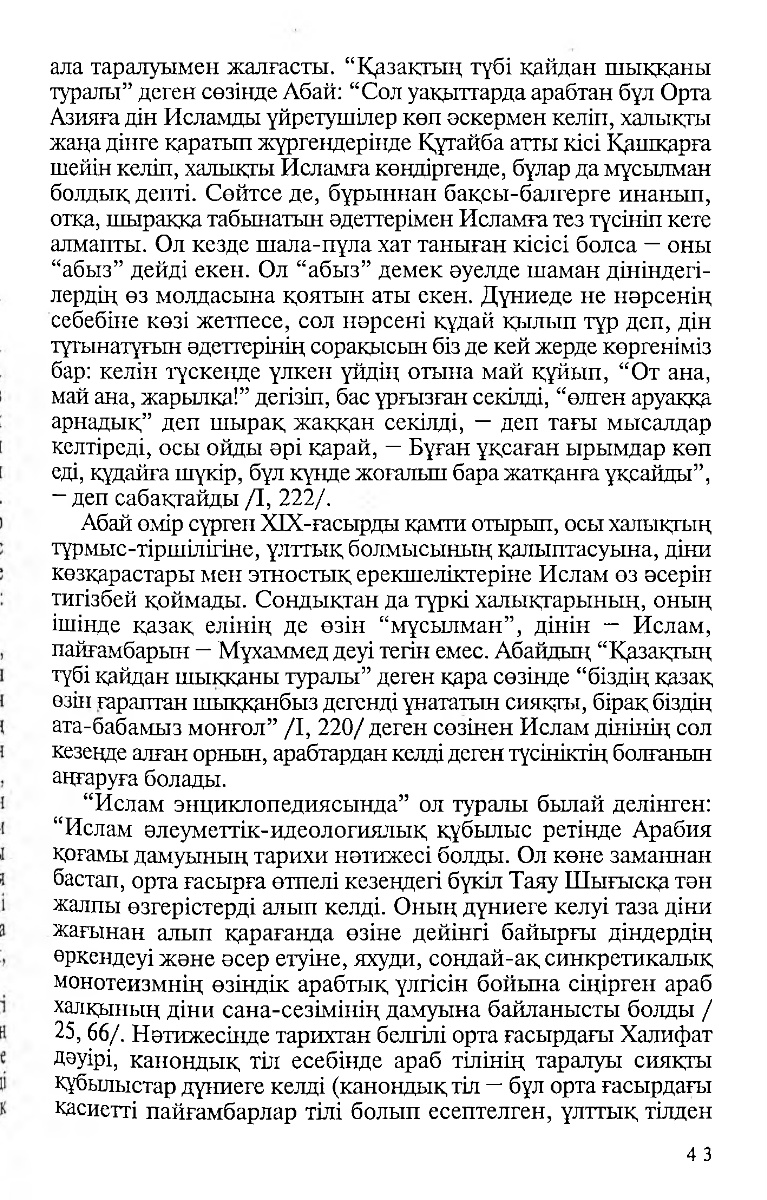 ала таралуымен жалғасты. “Қазақтың түбі қайдан шыққаны
туралы” деген сөзінде Абай: “Сол уақыттарда арабтан бұл Орта
Азияға дін Исламды үйретушілер көп әскермен келіп, халықты
жаңа дінге қаратып жүргендерінде Құтайба атты кісі Қашқарға
шейін келіп, халықты Исламға көндіргенде, бұлар да мұсылман
болдық депті. Сөйтсе де, бұрыннан бақсы-балгерге инанып,
отқа, шыраққа табынатын әдеттерімен Исламға тез түсініп кете
алмапты. Ол кезде шала-пұла хат таныған кісісі болса — оны
“абыз” дейді екен. Ол “абыз” демек әуелде шаман дініндегі-
лердің өз молдасына қоятын аты екен. Дүниеде не нәрсенің
себебіне көзі жетпесе, сол нәрсені құдай қылып тұр деп, дін
тұтынатұғын әдеттерінің сорақысын біз де кей жерде көргеніміз
бар: келін түскенде үлкен үйдің отына май құйып, “От ана,
май ана, жарылқа!” дегізіп, бас ұрғызған секілді, “өлген аруаққа
арнадық” деп шырақ жаққан секілді, — деп тағы мысалдар
келтіреді, осы ойды әрі қарай, — Бұған ұқсаған ырымдар көп
еді, құдайға шүкір, бұл күнде жоғалып бара жатқанға ұқсайды”,
— деп сабақтайды /I, 222/.
Абай өмір сүрген XIX-ғасырды қамти отырып, осы халықтың
тұрмыс-тіршілігіне, ұлттық болмысының қалыптасуына, діни
көзқарастары мен этностық ерекшеліктеріне Ислам өз әсерін
тигізбей қоймады. Сондықтан да түркі халықтарының, оның
ішінде қазақ елінің де өзін “мұсылман”, дінін — Ислам,
пайғамбарын — Мұхаммед деуі тегін емес. Абайдың “Қазақтың
түбі қайдан шыққаны туралы” деген қара сөзінде “біздің қазақ
өзін ғараптан шыққанбыз дегенді ұнататын сияқты, бірақ біздің
ата-бабамыз монғол” /I, 220/ деген сөзінен Ислам дінінің сол
кезеңде алған орнын, арабтардан келді деген түсініктің болғанын
аңғаруға болады.
“Ислам энциклопедиясында” ол туралы былай делінген:
“Ислам әлеуметтік-идеологиялық құбылыс ретінде Арабия
қоғамы дамуының тарихи нәтижесі болды. Ол көне заманнан
бастап, орта ғасырға өтпелі кезеңдегі бүкіл Таяу Шығысқа тән
жалпы өзгерістерді алып келді. Оның дүниеге келуі таза діни
жағынан алып қарағанда өзіне дейінгі байырғы діндердің
өркендеуі және әсер етуіне, яхуди, сондай-ақ синкретикалық
монотеизмнің өзіндік арабтық үлгісін бойына сіңірген араб
халқының діни сана-сезімінің дамуына байланысты болды /
25, 66/. Нәтижесінде тарихтан белгілі орта ғасырдағы Халифат
дәуірі, канондық тіл есебінде араб тілінің таралуы сияқты
құбылыстар дүниеге келді (канондық тіл — бұл орта ғасырдағы
қасиетті пайғамбарлар тілі болып есептелген, ұлттық тілден
43